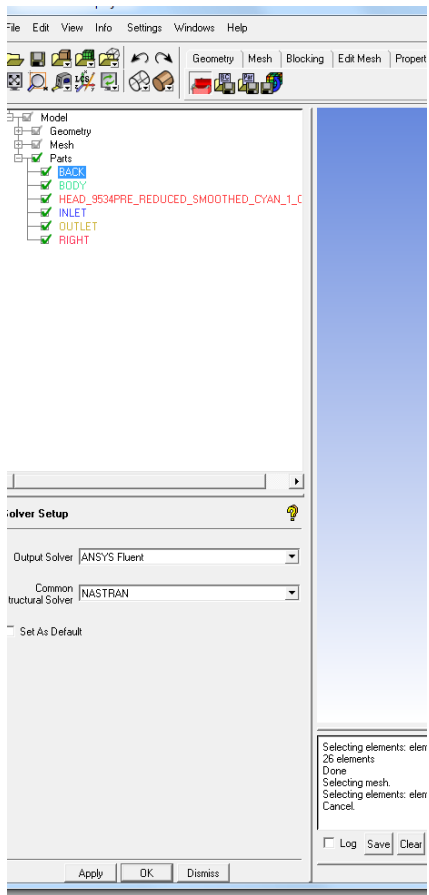 File Edit View Info Settings Windows Help
Geometry Mesh Blocking Edit Mesh Propert
Model
Geometry
Mesh
Parts
BACK
BODY
HEAD_9534PRE_REDUCED_SMOOTHED_CYAN_1_C
INLET
OUTLET
RIGHT
olver Setup
Output Solver ANSYS Fluent
Common
tructural Solver NASTRAN
Set As Default
Apply OK Dismiss
Selecting elements: elem
26 elements
Done
Selecting mesh.
Selecting elements: elem
Cancel.
Log Save Clear